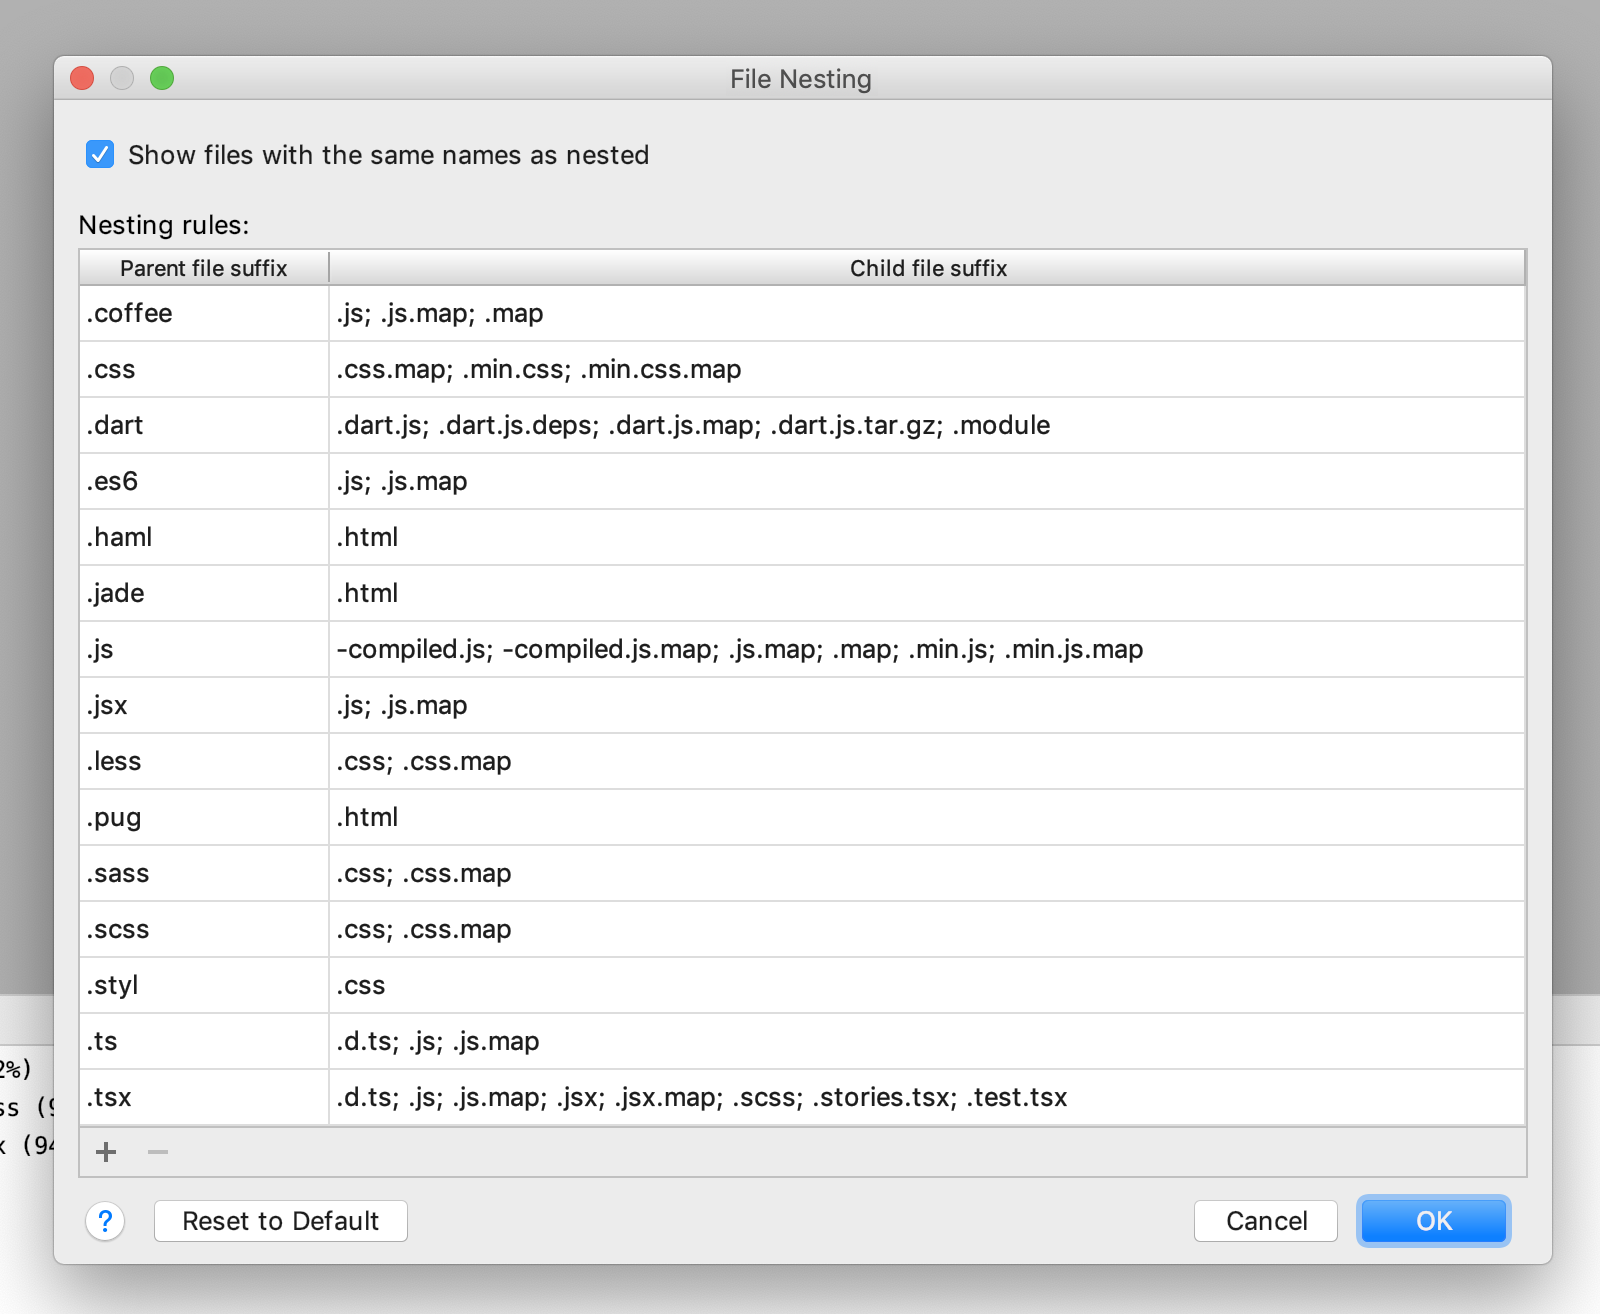 File Nesting
Show files with the same names as nested
Nesting rules:
Parent file suffix Child file suffix
.coffee .js; .js.map; .map
.css .css.map; .min.css; .min.css.map
.dart .dart.js; .dart.js.deps; .dart.js.map; .dart.js.tar.gz; .module
.es6 .js; .js.map
.haml .html
.jade .html
.js -compiled.js; -compiled.js.map; .js.map; .map; .min.js; .min.js.map
.jsx .js; .js.map
.less .css; .css.map
.pug .html
.sass .css; .css.map
.scss .css; .css.map
.styl .css
.ts .d.ts; .js; .js.map
2%)
.tsx .d.ts; .js; .js.map; .jsx; .jsx.map; .scss; .stories.tsx; .test.tsx
ss (9
x (94
+ −
? Reset to Default Cancel OK